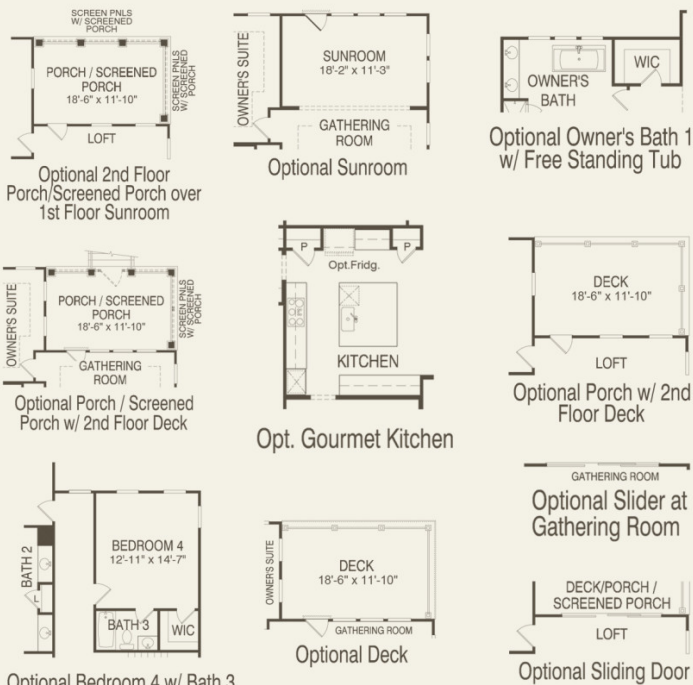 SCREEN PNLS
W/ SCREENED
PORCH
PORCH / SCREENED
PORCH
18'-6" x 11'-10"
SCREEN PNLS
W/ SCREENED
PORCH
LOFT
Optional 2nd Floor
Porch/Screened Porch over
1st Floor Sunroom
OWNER'S SUITE
SUNROOM
18'-2" x 11'-3"
GATHERING
ROOM
Optional Sunroom
OWNER'S
BATH
WIC
Optional Owner's Bath 1
w/ Free Standing Tub
OWNER'S SUITE
PORCH / SCREENED
PORCH
18'-6" x 11'-10"
SCREEN PNLS
W/ SCREENED
PORCH
GATHERING
ROOM
Optional Porch / Screened
Porch w/ 2nd Floor Deck
P
P
Opt.Fridg.
KITCHEN
Opt. Gourmet Kitchen
DECK
18'-6" x 11'-10"
LOFT
Optional Porch w/ 2nd
Floor Deck
GATHERING ROOM
Optional Slider at
Gathering Room
BATH 2
L
BEDROOM 4
12'-11" x 14'-7"
BATH 3
WIC
Optional Bedroom 4 w/ Bath 3
OWNER'S SUITE
DECK
18'-6" x 11'-10"
GATHERING ROOM
Optional Deck
DECK/PORCH /
SCREENED PORCH
LOFT
Optional Sliding Door